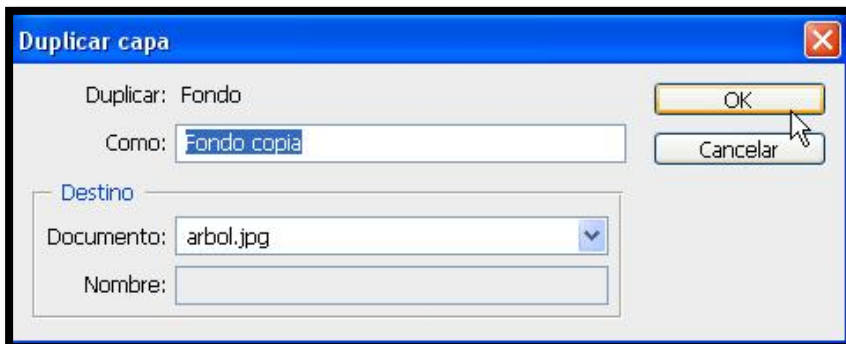 Duplicar capa
Duplicar: Fondo
OK
Como: Fondo copia
Cancelar
Destino
Documento: arbol.jpg
Nombre: